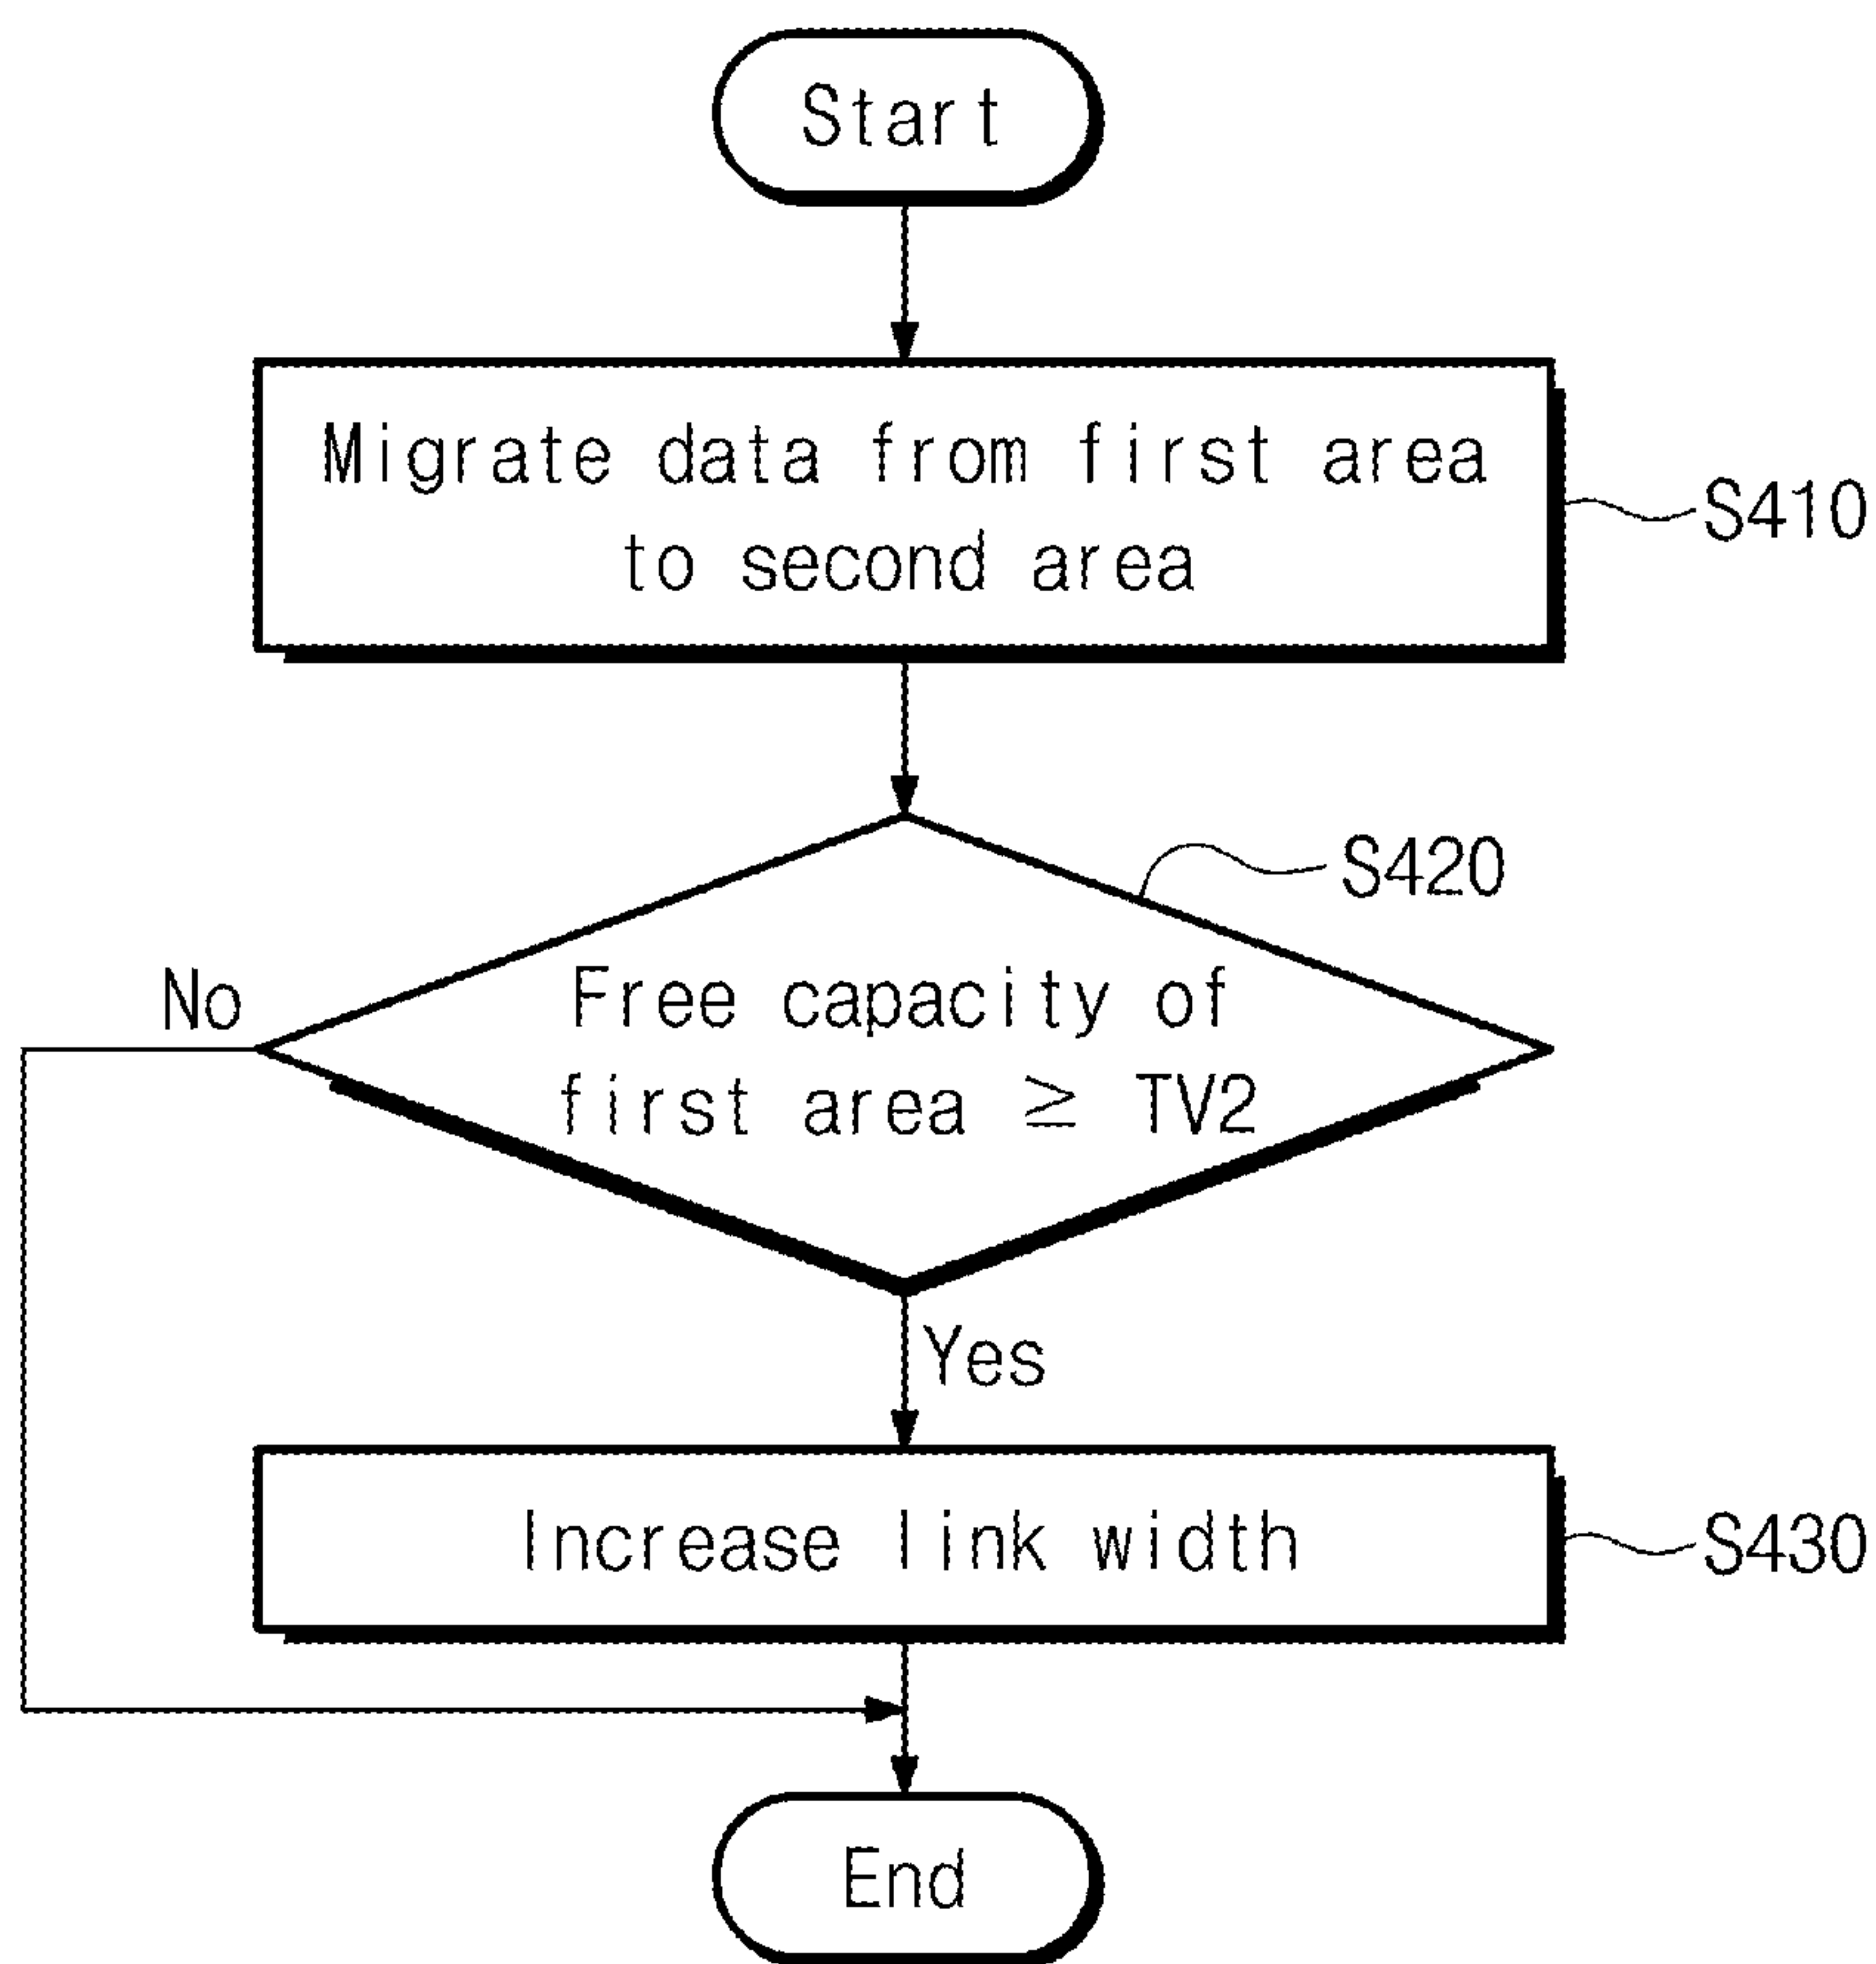 Start
Migrate data from first area
to second area
S410
S420
No
Free capacity of
first area ≥ TV2
Yes
Increase link width
S430
End